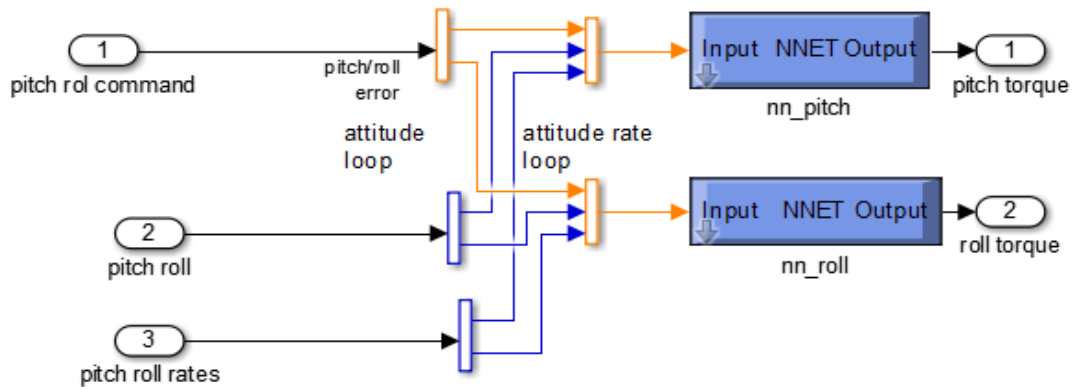 1
pitch rol command
pitch/roll
error
attitude
loop
attitude rate
loop
Input NNET Output
nn_pitch
1
pitch torque
2
pitch roll
Input NNET Output
nn_roll
2
roll torque
3
pitch roll rates